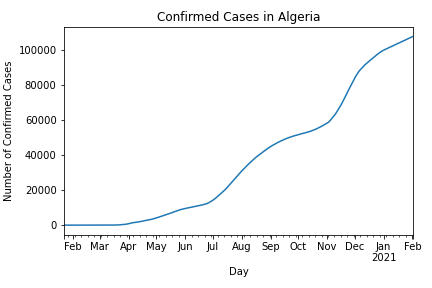 Confirmed Cases in Algeria
Number of Confirmed Cases
100000
80000
60000
40000
20000
0
Feb Mar Apr May Jun Jul Aug Sep Oct Nov Dec Jan Feb
2021
Day